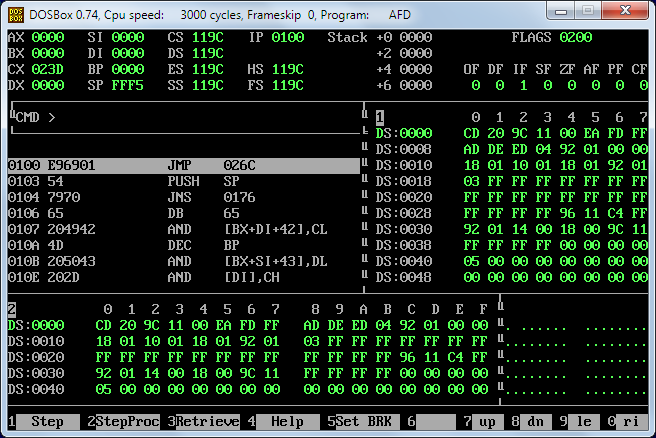 DOSBox 0.74, Cpu speed:    3000 cycles, Frameskip  0, Program:    AFD
AX 0000  SI 0000  CS 119C  IP 0100  Stack +0 0000  FLAGS 0200
BX 0000  DI 0000  DS 119C  +2 0000
CX 023D  BP 0000  ES 119C  HS 119C  +4 0000  OF DF IF SF ZF AF PF CF
DX 0000  SP FFF5  SS 119C  FS 119C  +6 0000  0 0 1 0 0 0 0 0
CMD >
1  0 1 2 3 4 5 6 7
DS:0000  CD 20 9C 11 00 EA FD FF
DS:0008  AD DE ED 04 92 01 00 00
DS:0010  18 01 10 01 18 01 92 01
DS:0018  03 FF FF FF FF FF FF FF
DS:0020  FF FF FF FF FF FF FF FF
DS:0028  FF FF FF FF 96 11 C4 FF
DS:0030  92 01 14 00 18 00 9C 11
DS:0038  FF FF FF FF 00 00 00 00
DS:0040  05 00 00 00 00 00 00 00
DS:0048  00 00 00 00 00 00 00 00
0100 E96901  JMP  026C
0103 54  PUSH  SP
0104 7970  JNS  0176
0106 65  DB  65
0107 204942  AND  [BX+DI+42],CL
010A 4D  DEC  BP
010B 205043  AND  [BX+SI+43],DL
010E 202D  AND  [DI],CH
2  0 1 2 3 4 5 6 7  8 9 A B C D E F
DS:0000  CD 20 9C 11 00 EA FD FF  AD DE ED 04 92 01 00 00
DS:0010  18 01 10 01 18 01 92 01  03 FF FF FF FF FF FF FF  . . . . . . . .  . . . . . . . .
DS:0020  FF FF FF FF FF FF FF FF  FF FF FF FF 96 11 C4 FF  . . . . . . . .  . . . . . . . .
DS:0030  92 01 14 00 18 00 9C 11  FF FF FF FF 00 00 00 00  . . . . . . . .  . . . . . . . .
DS:0040  05 00 00 00 00 00 00 00  00 00 00 00 00 00 00 00  . . . . . . . .  . . . . . . . .
1 Step  2 StepProc  3 Retrieve  4 Help  5 Set BRK  6  7 up  8 dn  9 le  0 ri